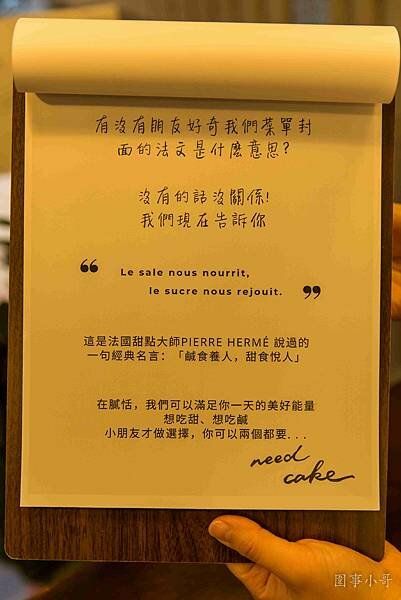 有沒有朋友好奇我們菜單封
面的法文是什麼意思?
沒有的話沒關係!
我們現在告訴你
“ Le sale nous nourrit,
le sucre nous rejouit. ”
這是法國甜點大師PIERRE HERMÉ 說過的
一句經典名言：「鹹食養人，甜食悅人」
在膩恬，我們可以滿足你一天的美好能量
想吃甜、想吃鹹
小朋友才做選擇，你可以兩個都要...
need
cake
圍事小哥